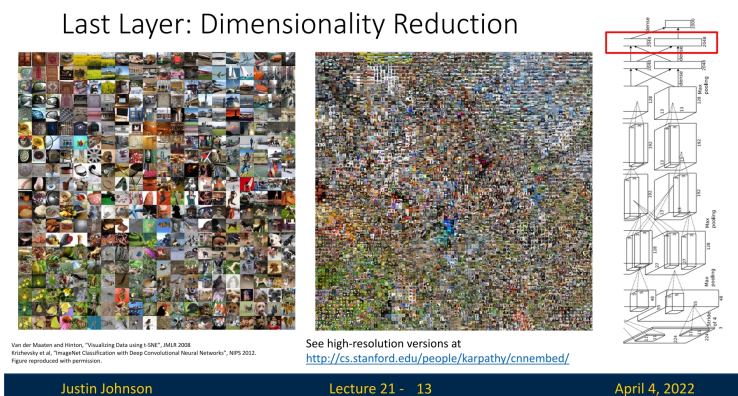 Last Layer: Dimensionality Reduction
Van der Maaten and Hinton, "Visualizing Data using t-SNE", JMLR 2008
Krizhevsky et al, "ImageNet Classification with Deep Convolutional Neural Networks", NIPS 2012.
Figure reproduced with permission.
See high-resolution versions at
http://cs.stanford.edu/people/karpathy/cnnembed/
Justin Johnson
Lecture 21 - 13
April 4, 2022